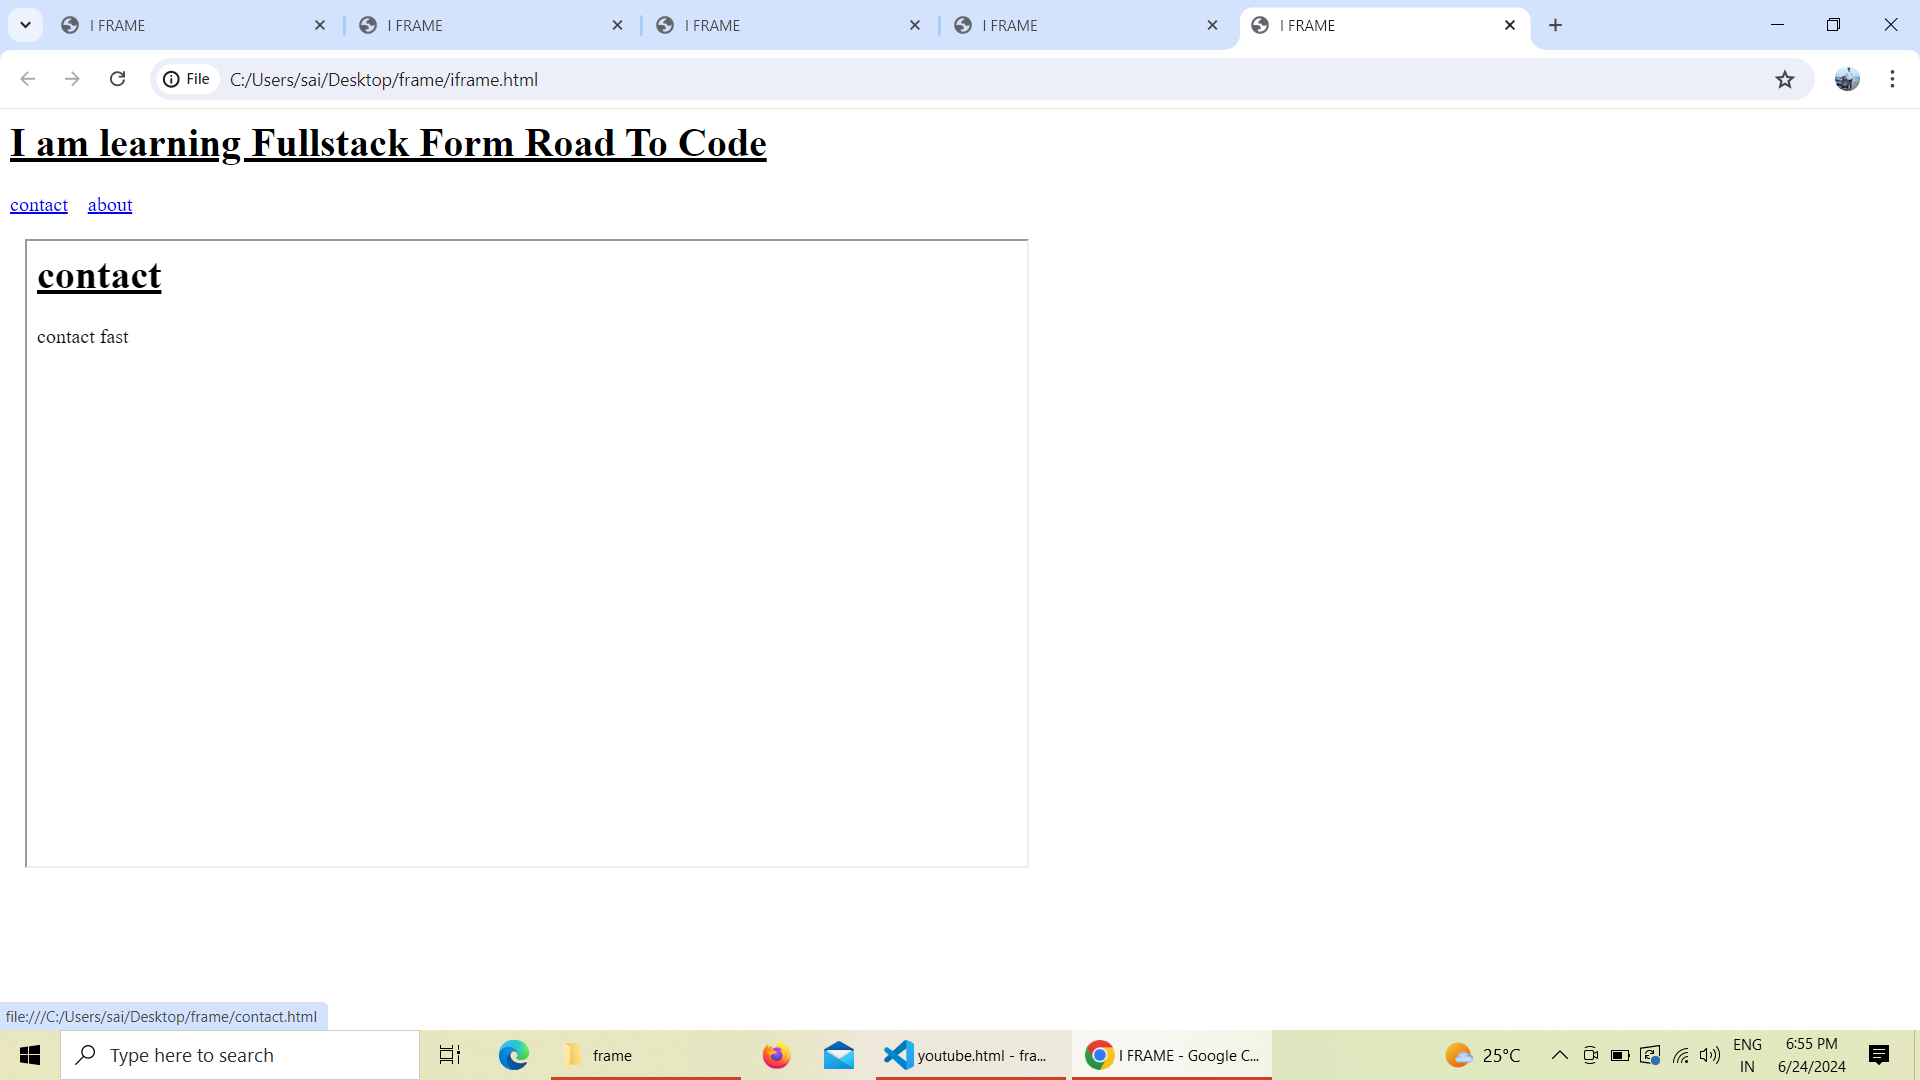 I FRAME
I FRAME
I FRAME
I FRAME
I FRAME
File C:/Users/sai/Desktop/frame/iframe.html
I am learning Fullstack Form Road To Code
contact about
contact
contact fast
file:///C:/Users/sai/Desktop/frame/contact.html
Type here to search
frame
youtube.html - fra...
I FRAME - Google C...
25°C
ENG
IN
6:55 PM
6/24/2024